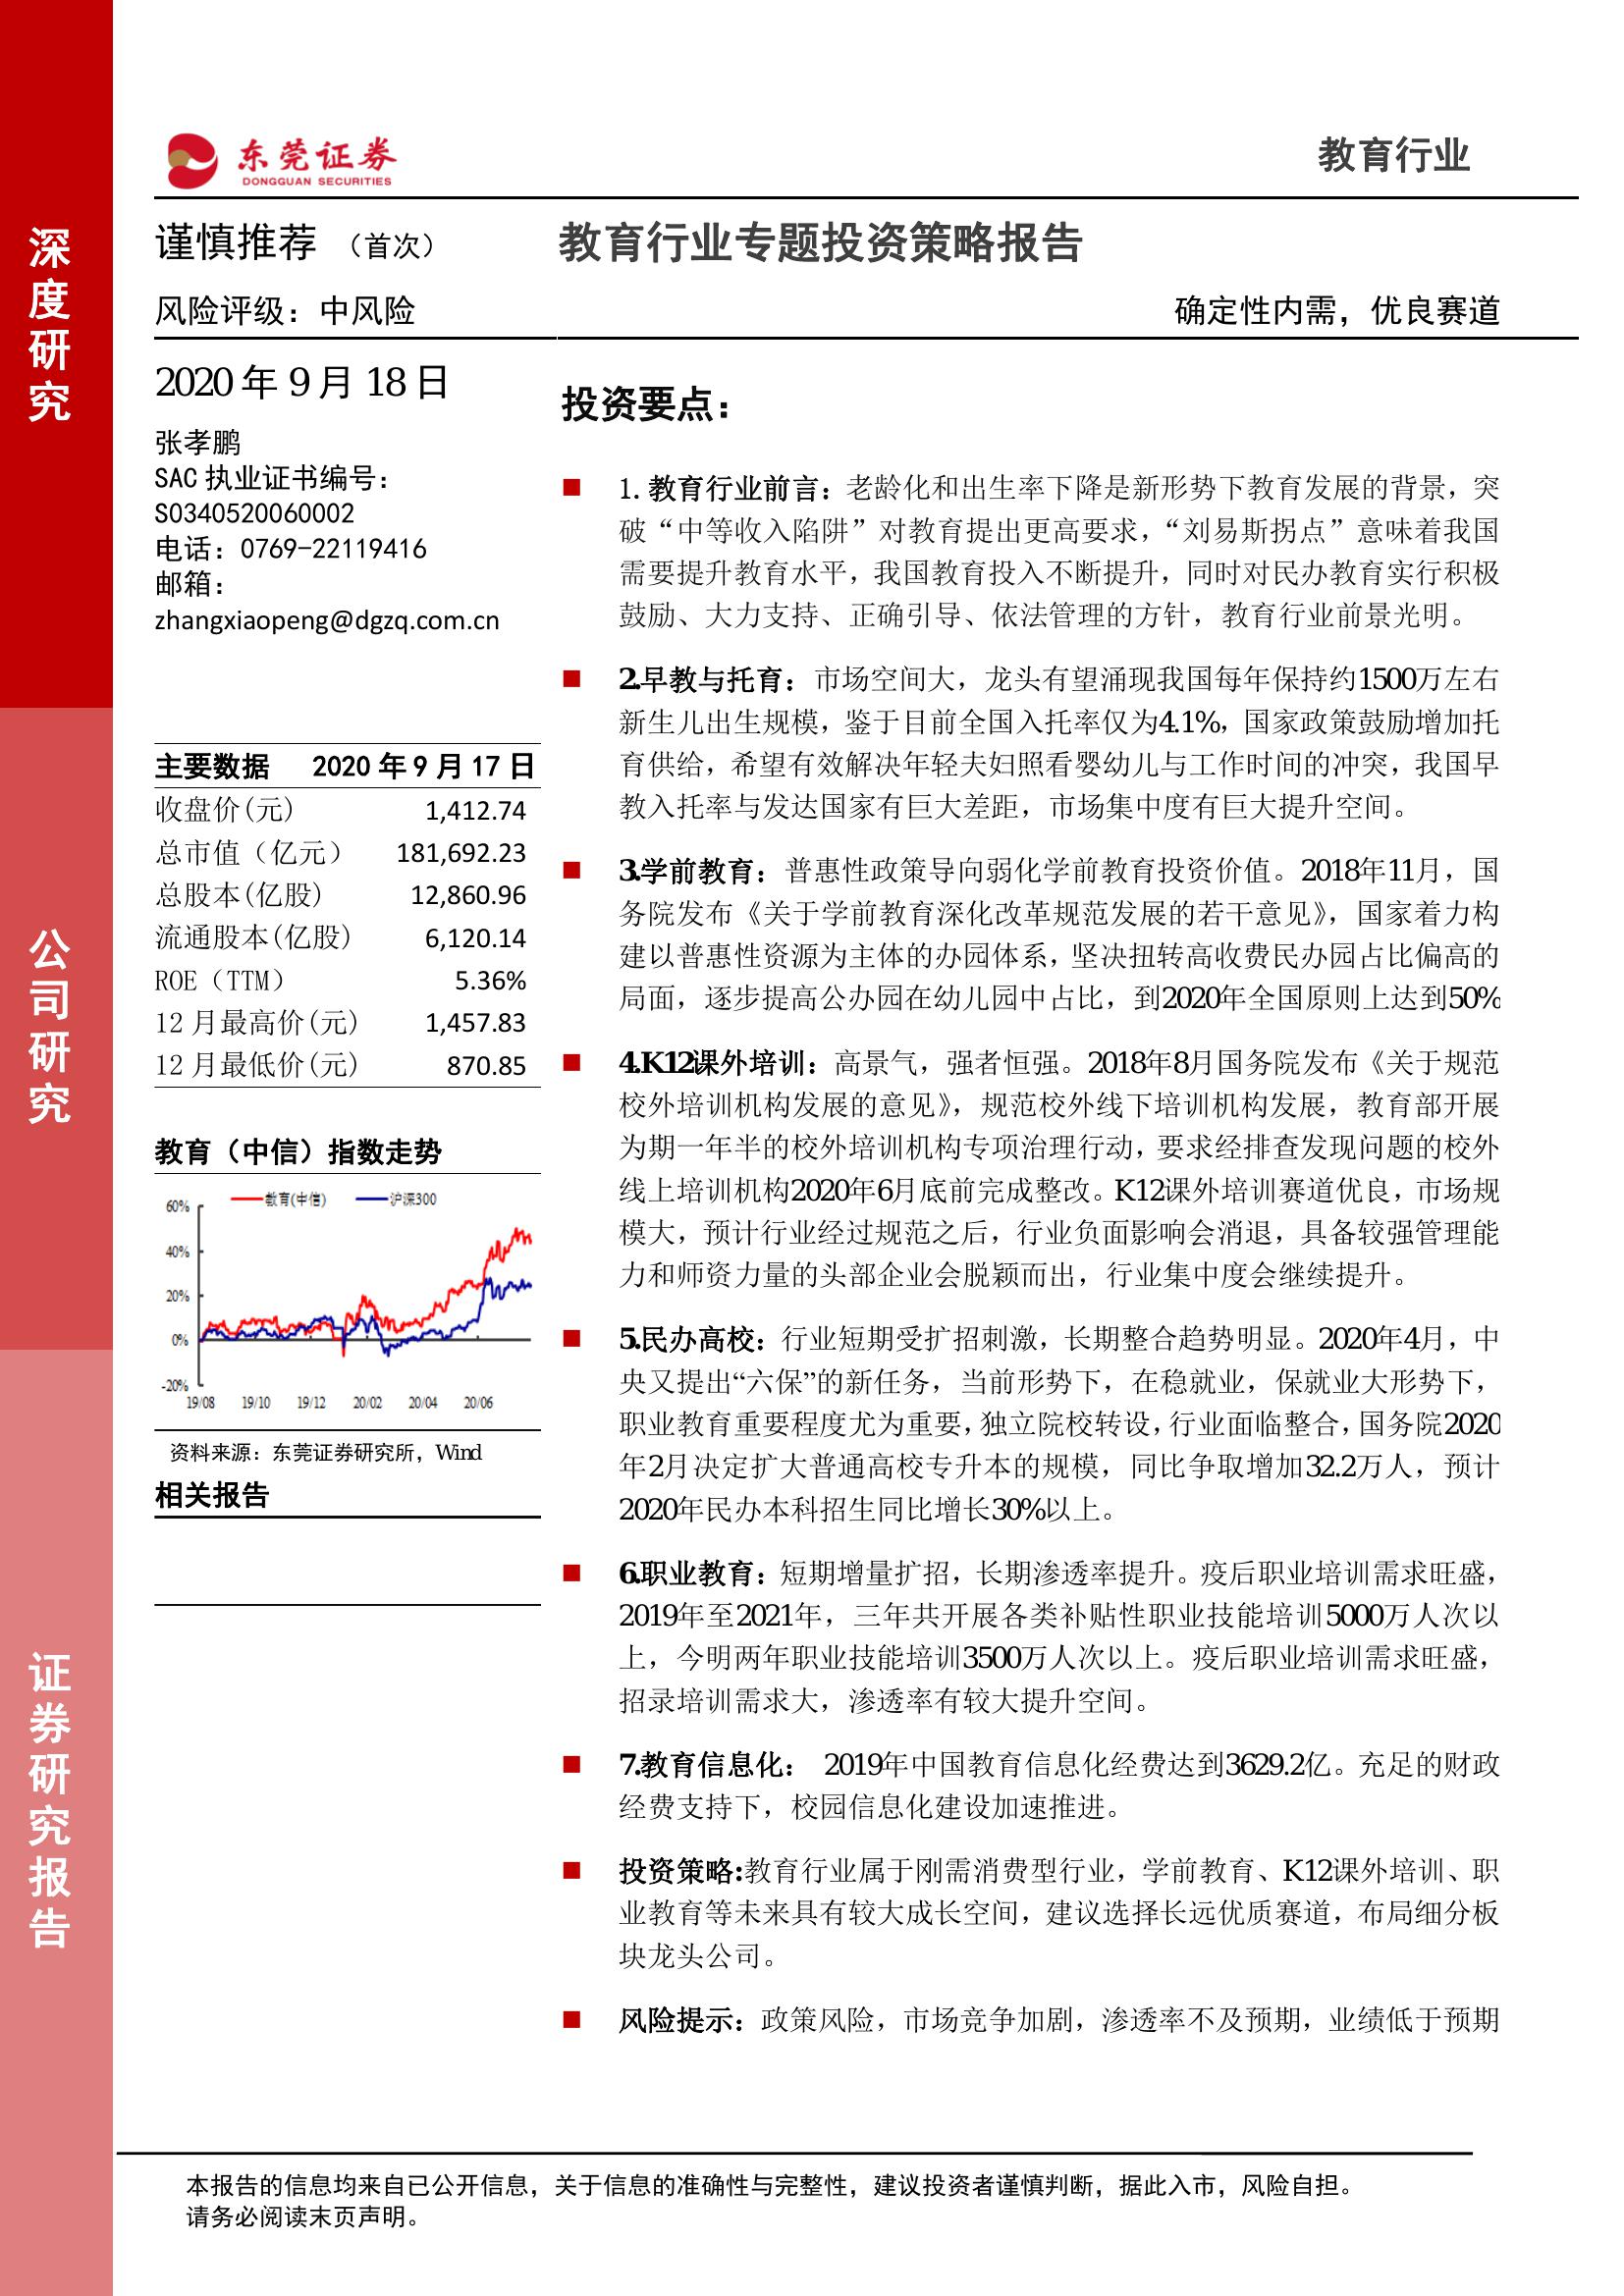 东莞证券
DONGGUAN SECURITIES
教育行业
深度研究
公司研究
证券研究报告
谨慎推荐 （首次）
风险评级：中风险
2020 年 9 月 18 日
张孝鹏
SAC 执业证书编号：
S0340520060002
电话：0769-22119416
邮箱：
zhangxiaopeng@dgzq.com.cn
主要数据 2020 年 9 月 17 日
收盘价(元) 1,412.74
总市值（亿元） 181,692.23
总股本(亿股) 12,860.96
流通股本(亿股) 6,120.14
ROE（TTM） 5.36%
12 月最高价(元) 1,457.83
12 月最低价(元) 870.85
教育（中信）指数走势
教育(中信) 沪深300
60%
40%
20%
0%
-20%
19/08 19/10 19/12 20/02 20/04 20/06
资料来源：东莞证券研究所，Wind
相关报告
教育行业专题投资策略报告
确定性内需，优良赛道
投资要点：
■ 1. 教育行业前言：老龄化和出生率下降是新形势下教育发展的背景，突
破“中等收入陷阱”对教育提出更高要求，“刘易斯拐点”意味着我国
需要提升教育水平，我国教育投入不断提升，同时对民办教育实行积极
鼓励、大力支持、正确引导、依法管理的方针，教育行业前景光明。
■ 2.早教与托育：市场空间大，龙头有望涌现我国每年保持约1500万左右
新生儿出生规模，鉴于目前全国入托率仅为4.1%，国家政策鼓励增加托
育供给，希望有效解决年轻夫妇照看婴幼儿与工作时间的冲突，我国早
教入托率与发达国家有巨大差距，市场集中度有巨大提升空间。
■ 3.学前教育：普惠性政策导向弱化学前教育投资价值。2018年11月，国
务院发布《关于学前教育深化改革规范发展的若干意见》，国家着力构
建以普惠性资源为主体的办园体系，坚决扭转高收费民办园占比偏高的
局面，逐步提高公办园在幼儿园中占比，到2020年全国原则上达到50%
■ 4.K12课外培训：高景气，强者恒强。2018年8月国务院发布《关于规范
校外培训机构发展的意见》，规范校外线下培训机构发展，教育部开展
为期一年半的校外培训机构专项治理行动，要求经排查发现问题的校外
线上培训机构2020年6月底前完成整改。K12课外培训赛道优良，市场规
模大，预计行业经过规范之后，行业负面影响会消退，具备较强管理能
力和师资力量的头部企业会脱颖而出，行业集中度会继续提升。
■ 5.民办高校：行业短期受扩招刺激，长期整合趋势明显。2020年4月，中
央又提出“六保”的新任务，当前形势下，在稳就业，保就业大形势下，
职业教育重要程度尤为重要，独立院校转设，行业面临整合，国务院2020
年2月决定扩大普通高校专升本的规模，同比争取增加32.2万人，预计
2020年民办本科招生同比增长30%以上。
■ 6.职业教育：短期增量扩招，长期渗透率提升。疫后职业培训需求旺盛，
2019年至2021年，三年共开展各类补贴性职业技能培训5000万人次以
上，今明两年职业技能培训3500万人次以上。疫后职业培训需求旺盛，
招录培训需求大，渗透率有较大提升空间。
■ 7.教育信息化： 2019年中国教育信息化经费达到3629.2亿。充足的财政
经费支持下，校园信息化建设加速推进。
■ 投资策略:教育行业属于刚需消费型行业，学前教育、K12课外培训、职
业教育等未来具有较大成长空间，建议选择长远优质赛道，布局细分板
块龙头公司。
■ 风险提示：政策风险，市场竞争加剧，渗透率不及预期，业绩低于预期
本报告的信息均来自已公开信息，关于信息的准确性与完整性，建议投资者谨慎判断，据此入市，风险自担。
请务必阅读末页声明。